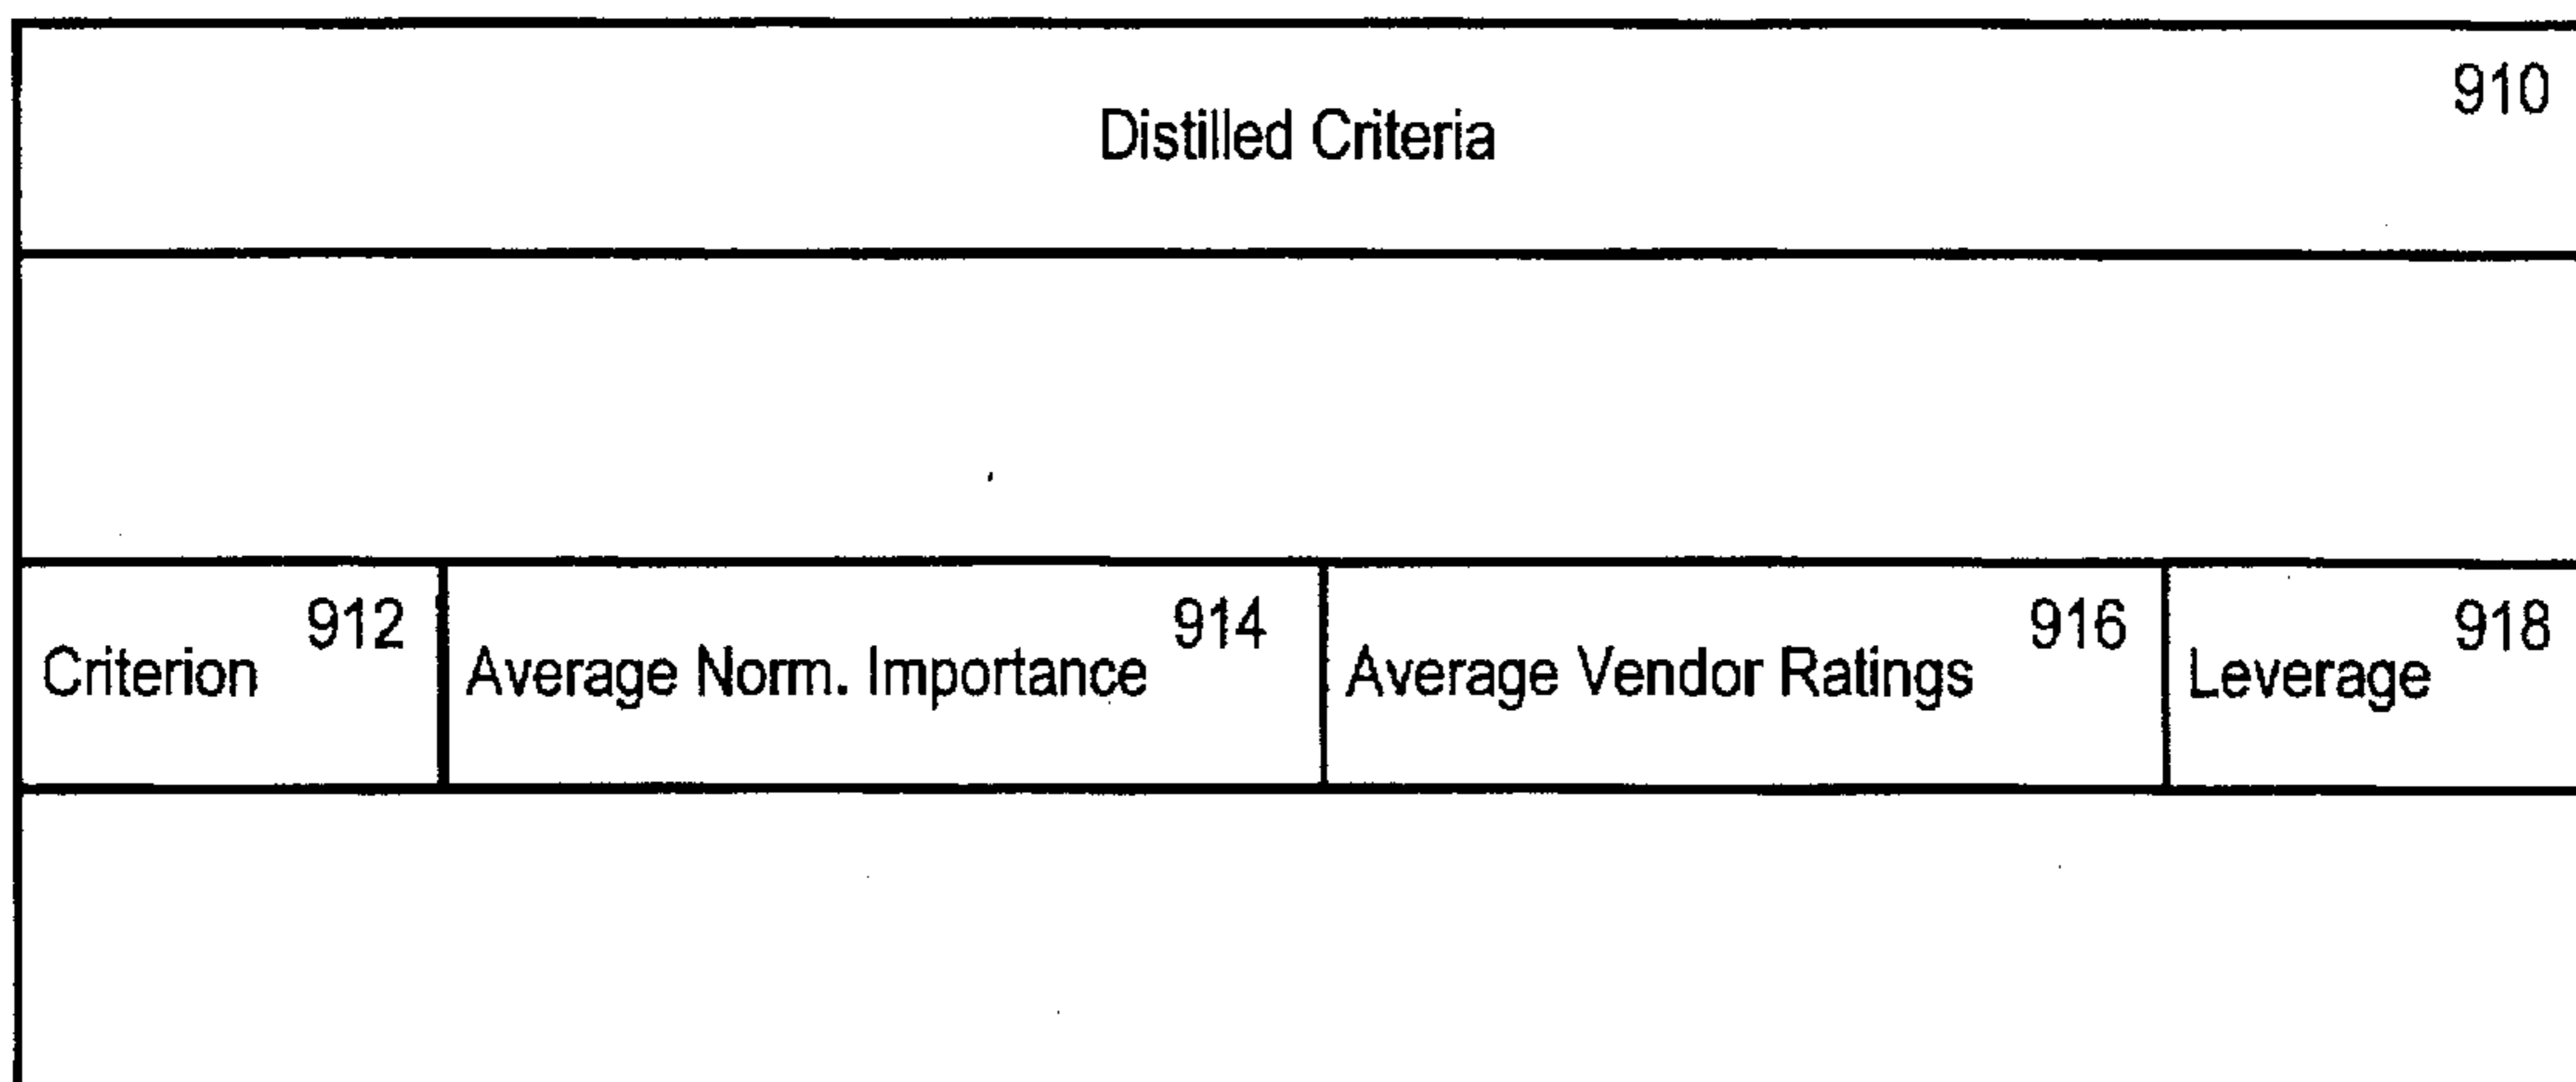 910
Distilled Criteria
912 914 916 918
Criterion Average Norm. Importance Average Vendor Ratings Leverage